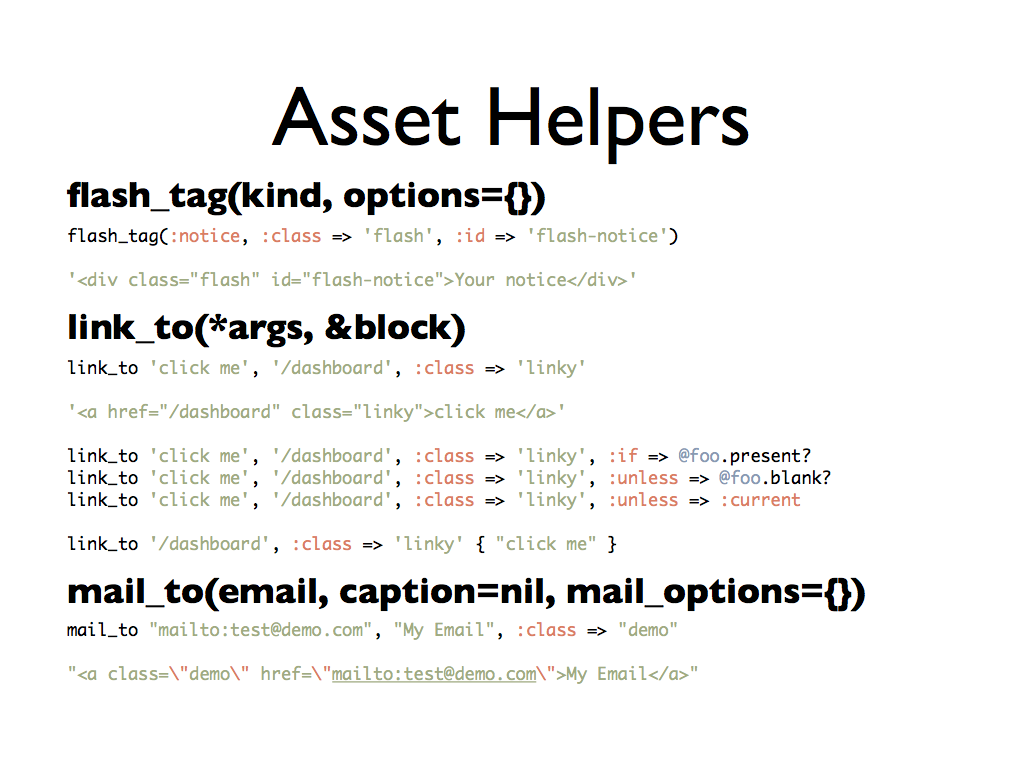 Asset Helpers
flash_tag(kind, options={})
flash_tag(:notice, :class => 'flash', :id => 'flash-notice')
'<div class="flash" id="flash-notice">Your notice</div>'
link_to(*args, &block)
link_to 'click me', '/dashboard', :class => 'linky'
'<a href="/dashboard" class="linky">click me</a>'
link_to 'click me', '/dashboard', :class => 'linky', :if => @foo.present?
link_to 'click me', '/dashboard', :class => 'linky', :unless => @foo.blank?
link_to 'click me', '/dashboard', :class => 'linky', :unless => :current
link_to '/dashboard', :class => 'linky' { "click me" }
mail_to(email, caption=nil, mail_options={})
mail_to "mailto:test@demo.com", "My Email", :class => "demo"
"<a class=\"demo\" href=\"mailto:test@demo.com\">My Email</a>"